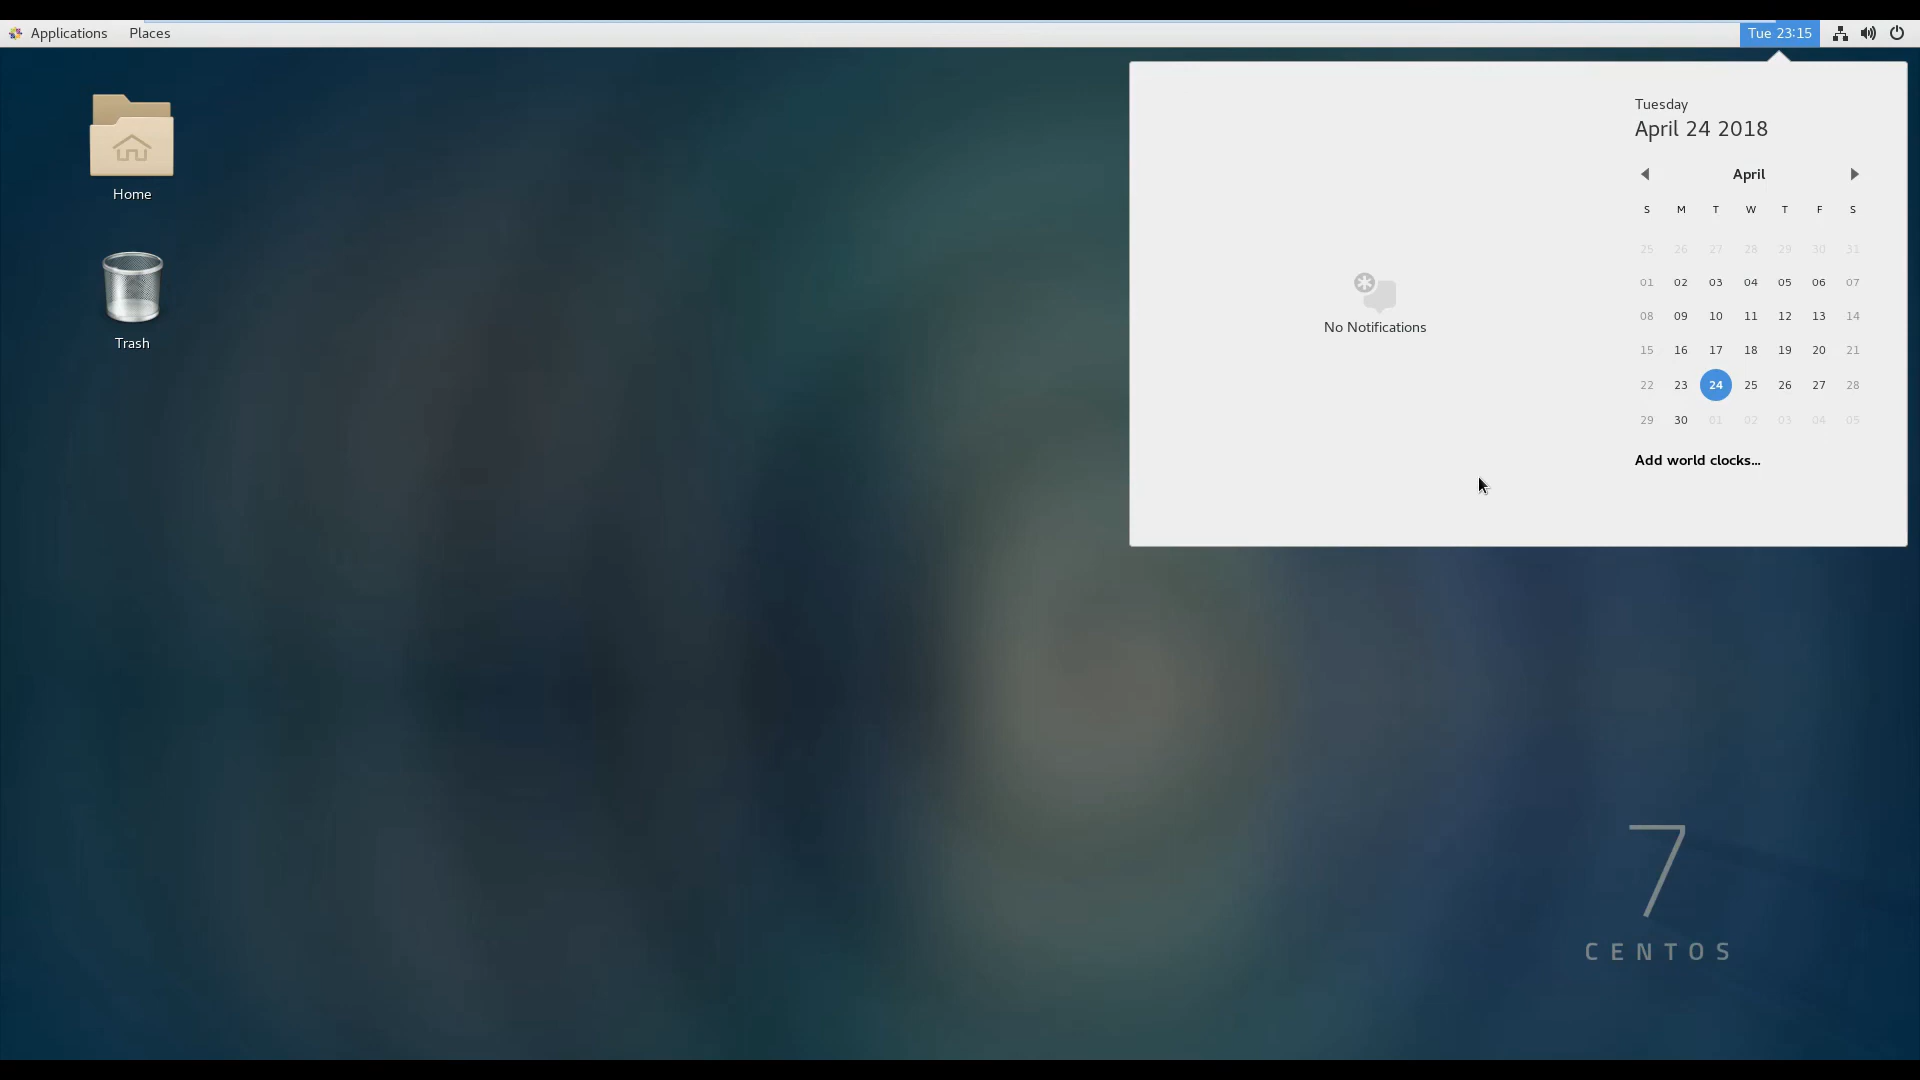 Applications Places Tue 23:15
Home
Trash
No Notifications
Tuesday
April 24 2018
April
S M T W T F S
25 26 27 28 29 30 31
01 02 03 04 05 06 07
08 09 10 11 12 13 14
15 16 17 18 19 20 21
22 23 24 25 26 27 28
29 30 01 02 03 04 05
Add world clocks...
7
CENTOS